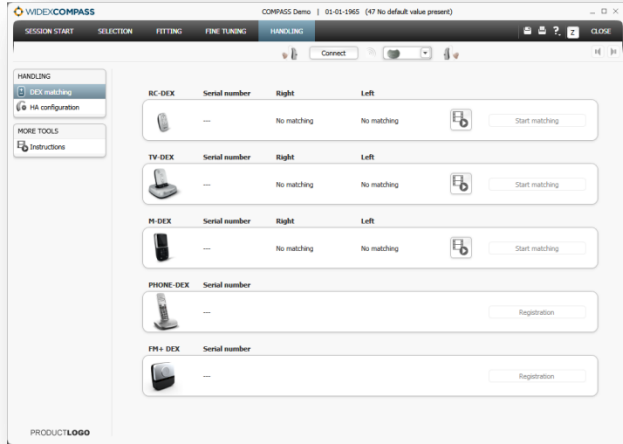 WIDEXCOMPASS
COMPASS Demo | 01-01-1965 (47 No default value present)
SESSION START SELECTION FITTING FINE TUNING HANDLING ? Z CLOSE
Connect
HANDLING
DEX matching
HA configuration
MORE TOOLS
Instructions
RC-DEX Serial number Right Left
--- No matching No matching Start matching
TV-DEX Serial number Right Left
--- No matching No matching Start matching
M-DEX Serial number Right Left
--- No matching No matching Start matching
PHONE-DEX Serial number
--- Registration
FM+ DEX Serial number
--- Registration
PRODUCTLOGO